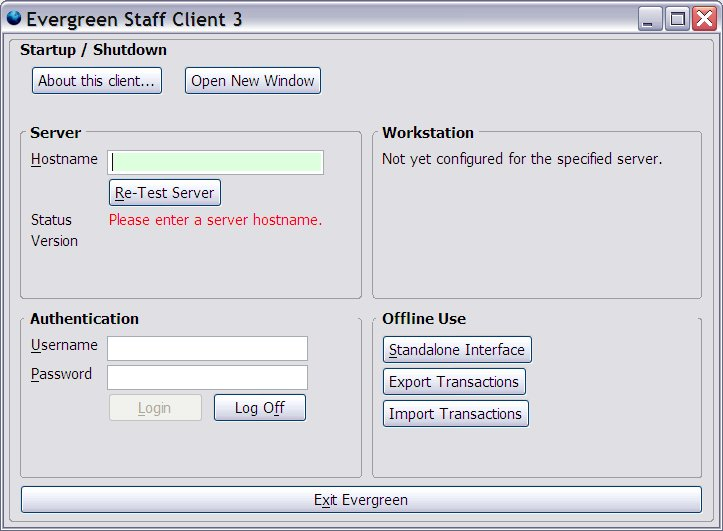 Evergreen Staff Client 3
Startup / Shutdown
About this client...
Open New Window
Server
Hostname
Re-Test Server
Status Please enter a server hostname.
Version
Workstation
Not yet configured for the specified server.
Authentication
Username
Password
Login
Log Off
Offline Use
Standalone Interface
Export Transactions
Import Transactions
Exit Evergreen